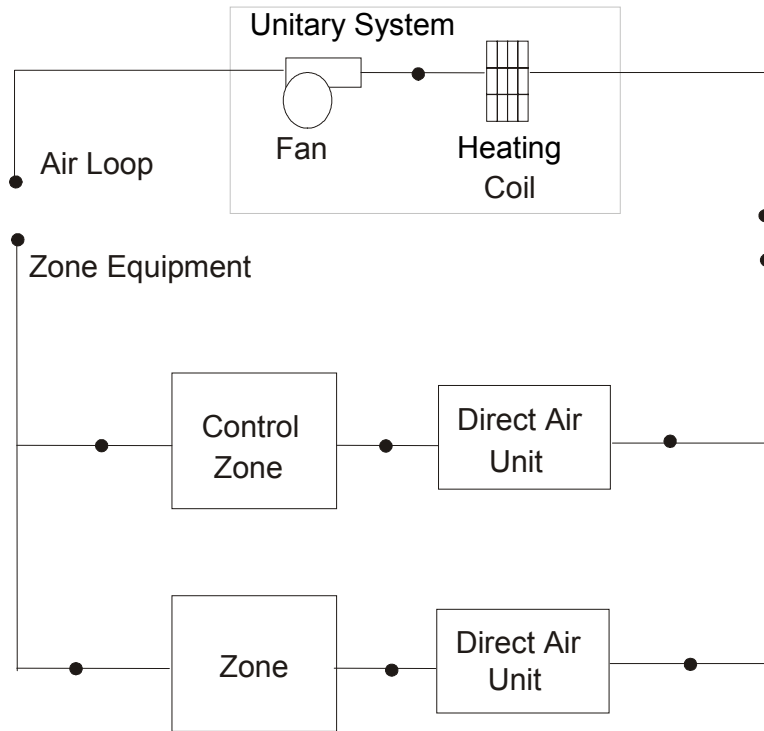 Unitary System
Fan
Heating
Coil
Air Loop
Zone Equipment
Control
Zone
Direct Air
Unit
Zone
Direct Air
Unit